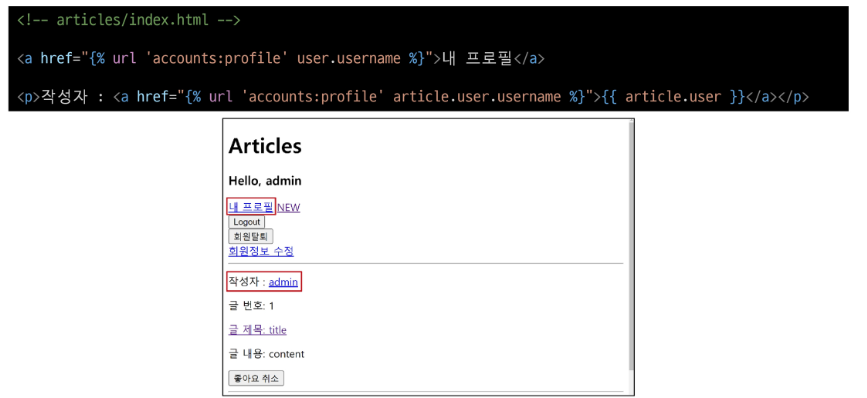 <!-- articles/index.html -->
<a href="{% url 'accounts:profile' user.username %}">내 프로필</a>
<p>작성자 : <a href="{% url 'accounts:profile' article.user.username %}">{{ article.user }}</a></p>
Articles
Hello, admin
내 프로필 NEW
Logout
회원탈퇴
회원정보 수정
작성자 : admin
글 번호: 1
글 제목: title
글 내용: content
좋아요 취소